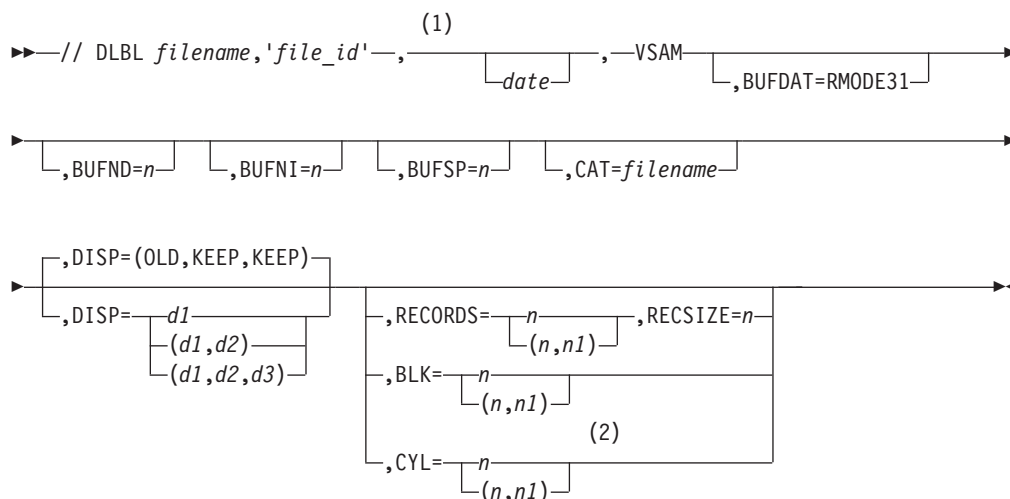 (1)
// DLBL filename,'file_id' , , VSAM
date ,BUFDAT=RMODE31
,BUFND=n ,BUFNI=n ,BUFSP=n ,CAT=filename
,DISP=(OLD,KEEP,KEEP)
,DISP= d1 ,RECORDS= n ,RECSIZE=n
(d1,d2) (n,n1)
(d1,d2,d3) ,BLK= n
(n,n1)
(2)
,CYL= n
(n,n1)